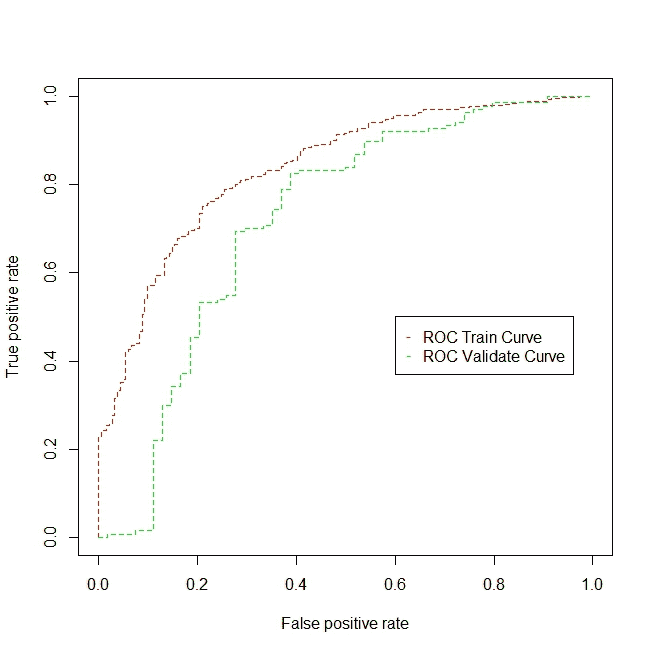 1.0
0.8
0.6
0.4
0.2
0.0
True positive rate
ROC Train Curve
ROC Validate Curve
0.0 0.2 0.4 0.6 0.8 1.0
False positive rate